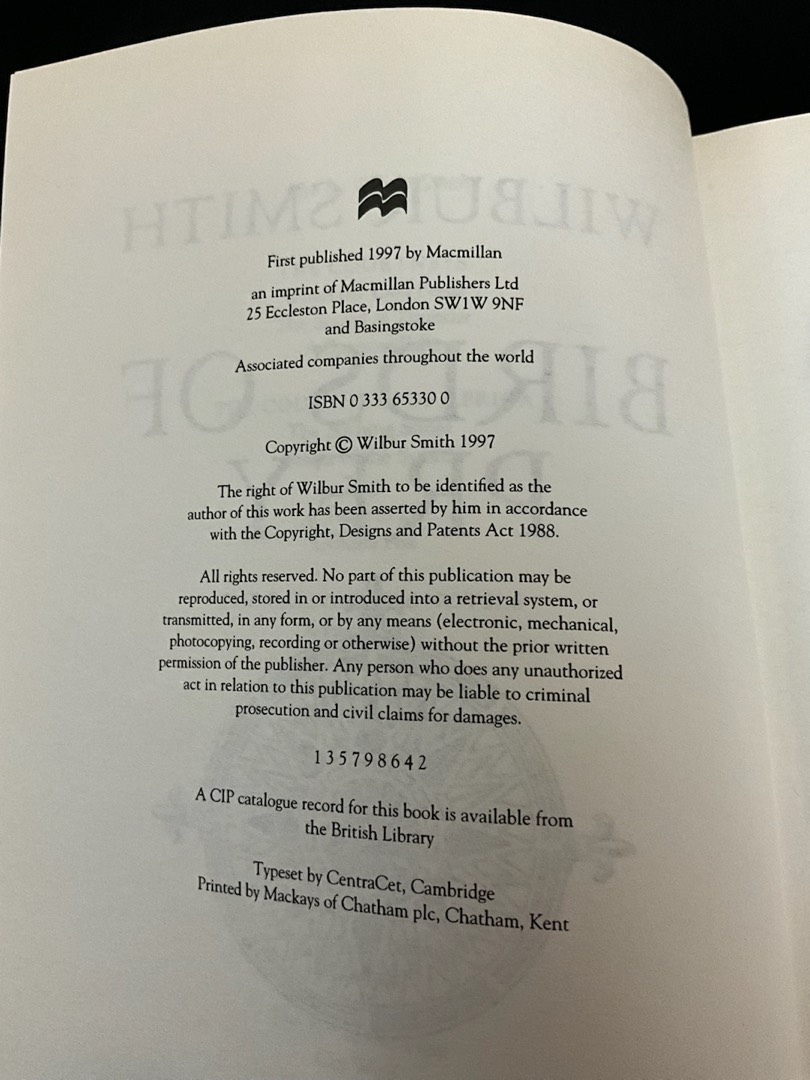 First published 1997 by Macmillan
an imprint of Macmillan Publishers Ltd
25 Eccleston Place, London SW1W 9NF
and Basingstoke
Associated companies throughout the world
ISBN 0 333 65330 0
Copyright © Wilbur Smith 1997
The right of Wilbur Smith to be identified as the
author of this work has been asserted by him in accordance
with the Copyright, Designs and Patents Act 1988.
All rights reserved. No part of this publication may be
reproduced, stored in or introduced into a retrieval system, or
transmitted, in any form, or by any means (electronic, mechanical,
photocopying, recording or otherwise) without the prior written
permission of the publisher. Any person who does any unauthorized
act in relation to this publication may be liable to criminal
prosecution and civil claims for damages.
1 3 5 7 9 8 6 4 2
A CIP catalogue record for this book is available from
the British Library
Typeset by CentraCet, Cambridge
Printed by Mackays of Chatham plc, Chatham, Kent
WILBUR SMITH
BIRDS OF
PREY